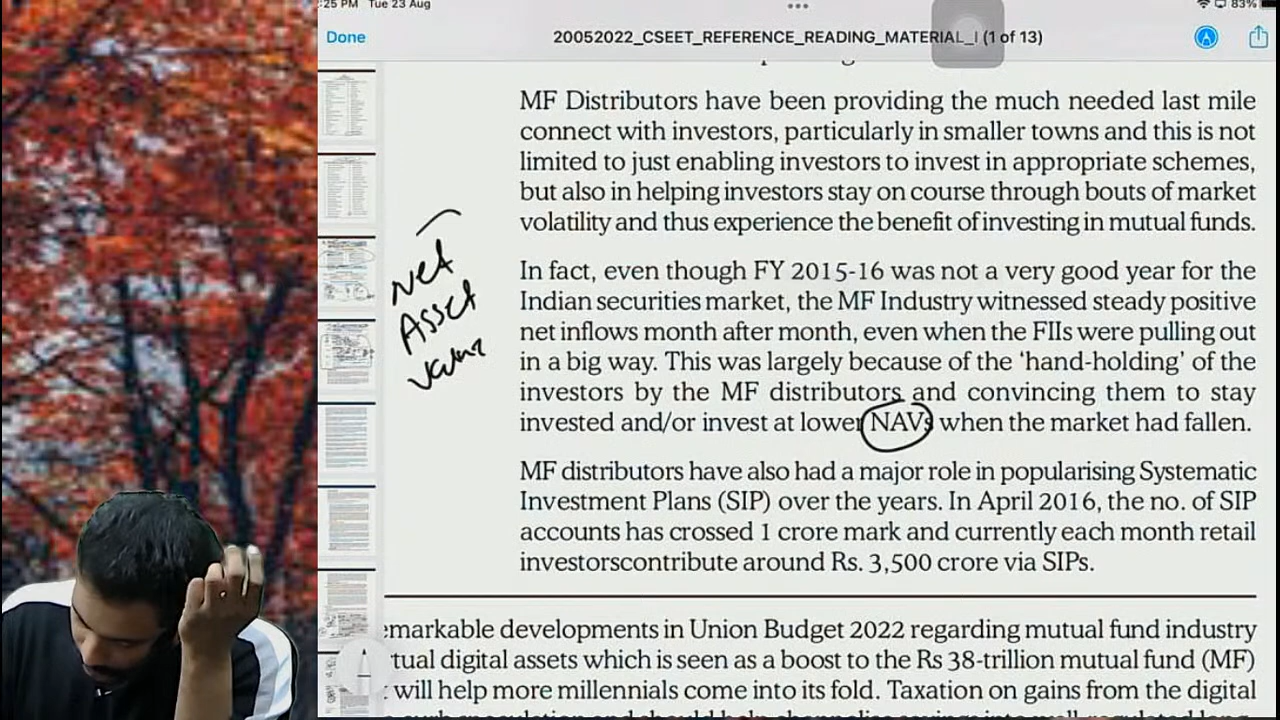 :25 PM Tue 23 Aug
83%
Done
20052022_CSEET_REFERENCE_READING_MATERIAL_I (1 of 13)
MF Distributors have been providing the much needed last mile
connect with investors, particularly in smaller towns and this is not
limited to just enabling investors to invest in appropriate schemes,
but also in helping investors stay on course through bouts of market
volatility and thus experience the benefit of investing in mutual funds.
Net
Asset
Value
In fact, even though FY 2015-16 was not a very good year for the
Indian securities market, the MF Industry witnessed steady positive
net inflows month after month, even when the FIIs were pulling out
in a big way. This was largely because of the 'hand-holding' of the
investors by the MF distributors and convincing them to stay
invested and/or invest at lower NAVs when the market had fallen.
MF distributors have also had a major role in popularising Systematic
Investment Plans (SIP) over the years. In April 2016, the no. of SIP
accounts has crossed 1 crore mark and currently each month retail
investorscontribute around Rs. 3,500 crore via SIPs.
emarkable developments in Union Budget 2022 regarding mutual fund industry
tual digital assets which is seen as a boost to the Rs 38-trillion mutual fund (MF)
t will help more millennials come into its fold. Taxation on gains from the digital